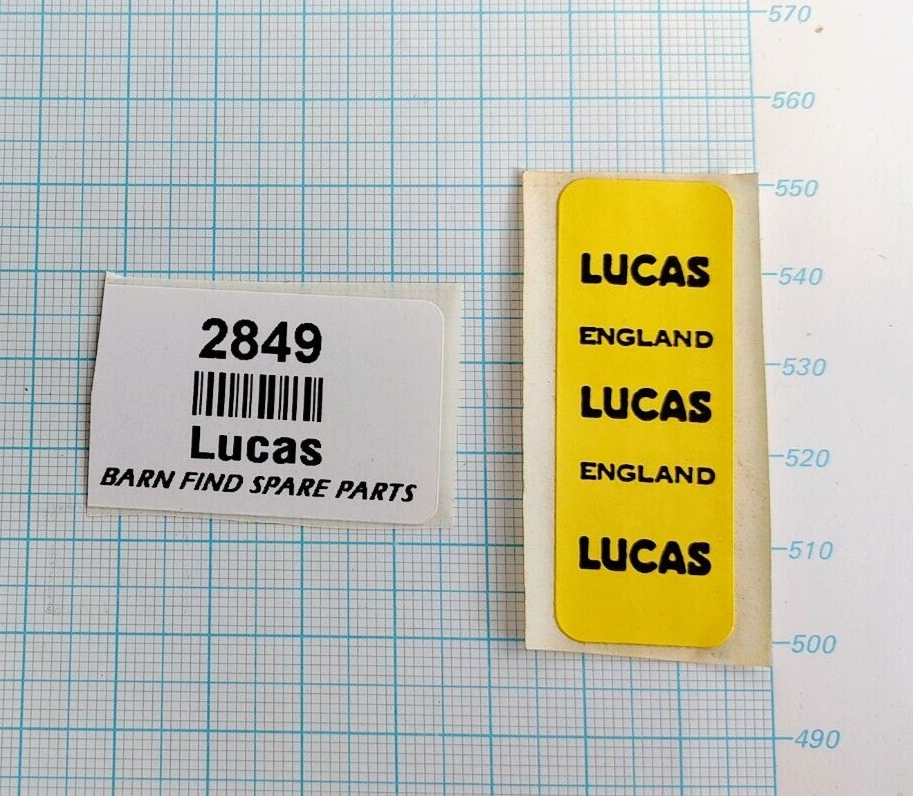 2849
Lucas
BARN FIND SPARE PARTS
LUCAS
ENGLAND
LUCAS
ENGLAND
LUCAS
570
560
550
540
530
520
510
500
490